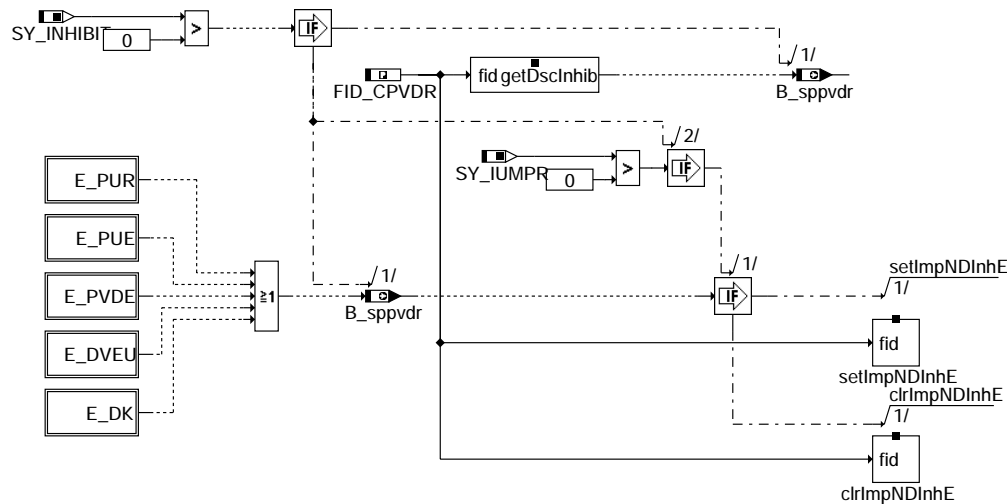 SY_INHIBIT
0
>
IF
/1/
FID_CPVDR
fid getDscInhib
B_sppvdr
/2/
SY_IUMPR
0
>
IF
E_PUR
E_PUE
E_PVDE
E_DVEU
E_DK
≥1
/1/
B_sppvdr
/1/
IF
setImpNDInhE
1/
fid
setImpNDInhE
clrImpNDInhE
1/
fid
clrImpNDInhE